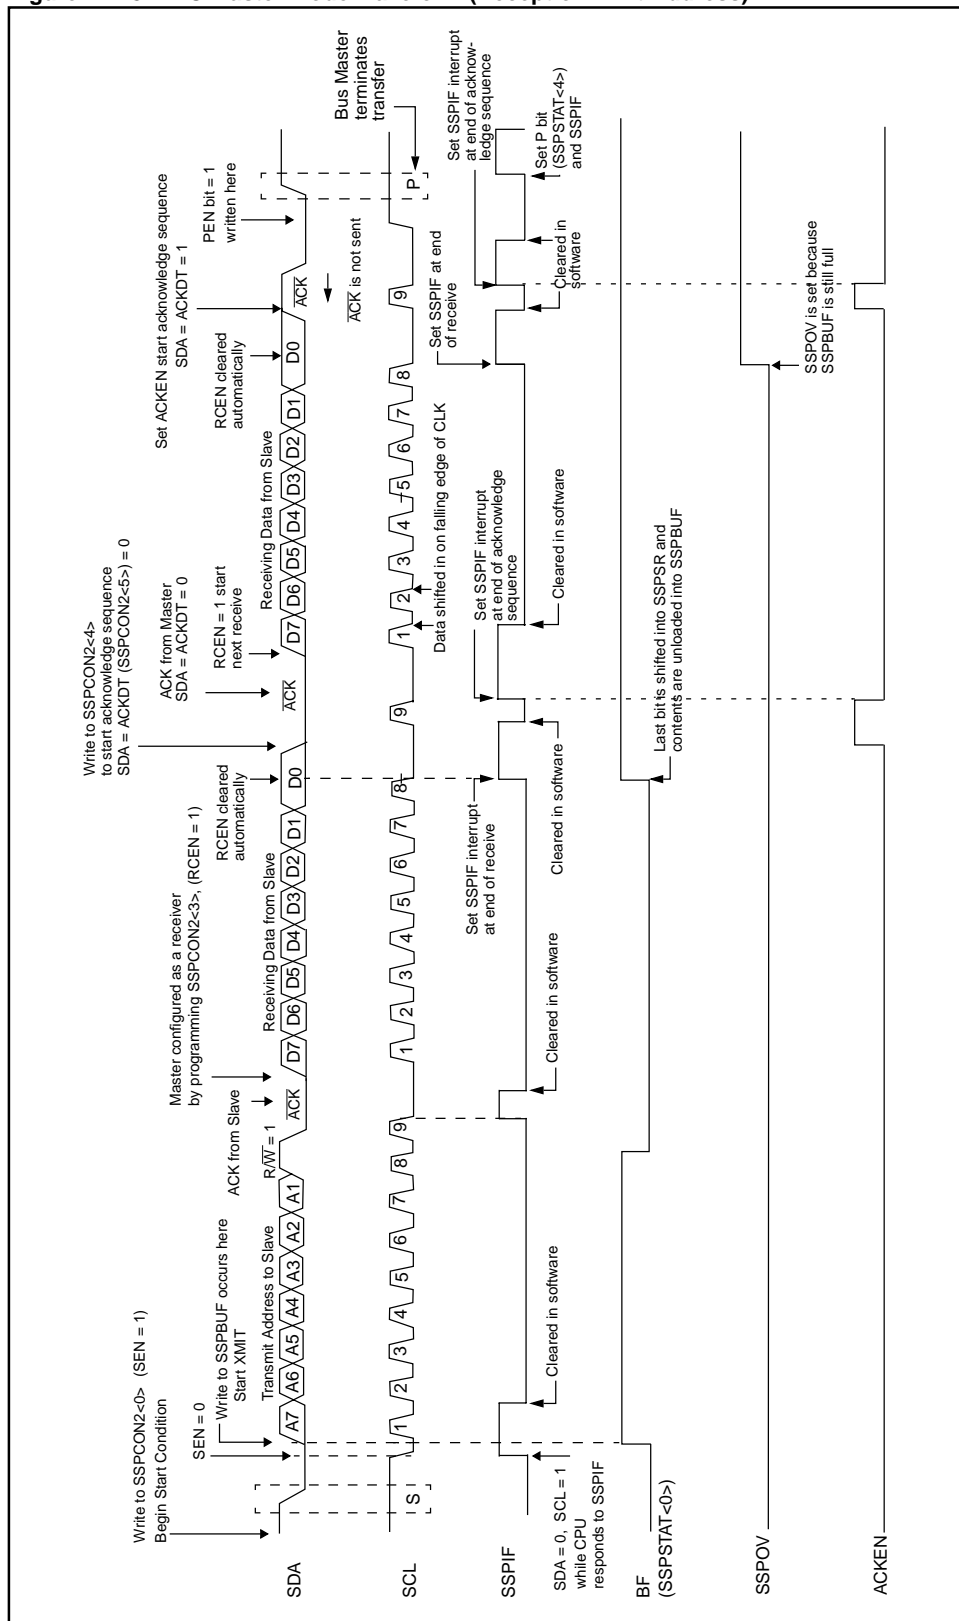 Write to SSPCON2<0> (SEN = 1)
Begin Start Condition
SEN = 0
Write to SSPBUF occurs here
Start XMIT
Transmit Address to Slave
R/W = 1
ACK from Slave
Master configured as a receiver
by programming SSPCON2<3>, (RCEN = 1)
Receiving Data from Slave
RCEN cleared
automatically
Write to SSPCON2<4>
to start acknowledge sequence
SDA = ACKDT (SSPCON2<5>) = 0
ACK from Master
SDA = ACKDT = 0
RCEN = 1 start
next receive
Receiving Data from Slave
RCEN cleared
automatically
Set ACKEN start acknowledge sequence
SDA = ACKDT = 1
PEN bit = 1
written here
SDA
A7 A6 A5 A4 A3 A2 A1
ACK
D7 D6 D5 D4 D3 D2 D1 D0
ACK
D7 D6 D5 D4 D3 D2 D1 D0
ACK
ACK is not sent
Bus Master
terminates
transfer
SCL
S
1 2 3 4 5 6 7 8 9
1 2 3 4 5 6 7 8 9
1 2 3 4 5 6 7 8 9
P
Data shifted in on falling edge of CLK
Set SSPIF interrupt
at end of receive
Set SSPIF interrupt
at end of acknowledge
sequence
Set SSPIF at end
of receive
Set SSPIF interrupt
at end of acknow-
ledge sequence
SSPIF
SDA = 0, SCL = 1
while CPU
responds to SSPIF
Cleared in software
Cleared in software
Cleared in software
Cleared in software
Cleared in
software
Set P bit
(SSPSTAT<4>)
and SSPIF
BF
(SSPSTAT<0>)
Last bit is shifted into SSPSR and
contents are unloaded into SSPBUF
SSPOV
SSPOV is set because
SSPBUF is still full
ACKEN